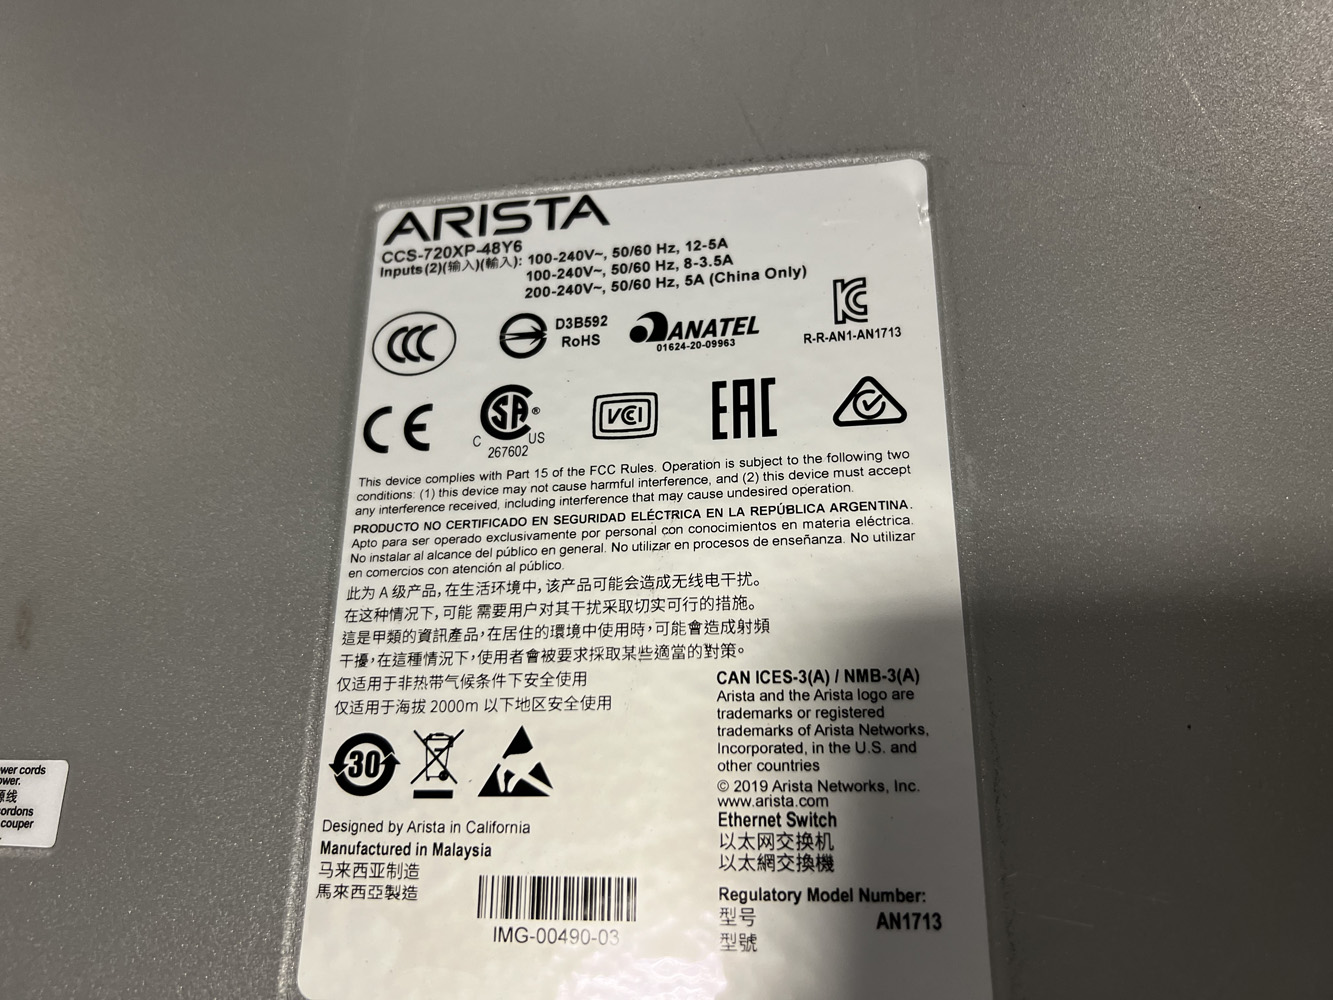 ARISTA
CCS-720XP-48Y6
Inputs(2)(输入)(輸入): 100-240V~, 50/60 Hz, 12-5A
100-240V~, 50/60 Hz, 8-3.5A
200-240V~, 50/60 Hz, 5A (China Only)
CCC
D3B592
RoHS
ANATEL
01624-20-09963
R-R-AN1-AN1713
CE
SA®
C US
267602
VCI
EAC
This device complies with Part 15 of the FCC Rules. Operation is subject to the following two
conditions: (1) this device may not cause harmful interference, and (2) this device must accept
any interference received, including interference that may cause undesired operation.
PRODUCTO NO CERTIFICADO EN SEGURIDAD ELÉCTRICA EN LA REPÚBLICA ARGENTINA.
Apto para ser operado exclusivamente por personal con conocimientos en materia eléctrica.
No instalar al alcance del público en general. No utilizar en procesos de enseñanza. No utilizar
en comercios con atención al público.
此为 A 级产品，在生活环境中，该产品可能会造成无线电干扰。
在这种情况下，可能 需要用户对其干扰采取切实可行的措施。
這是甲類的資訊產品，在居住的環境中使用時，可能會造成射頻
干擾，在這種情況下，使用者會被要求採取某些適當的對策。
仅适用于非热带气候条件下安全使用
仅适用于海拔 2000m 以下地区安全使用
30
Designed by Arista in California
Manufactured in Malaysia
马来西亚制造
馬來西亞製造
IMG-00490-03
CAN ICES-3(A) / NMB-3(A)
Arista and the Arista logo are
trademarks or registered
trademarks of Arista Networks,
Incorporated, in the U.S. and
other countries
© 2019 Arista Networks, Inc.
www.arista.com
Ethernet Switch
以太网交换机
以太網交換機
Regulatory Model Number:
型号 AN1713
型號
wer cords
ower.
源线
cordons
couper